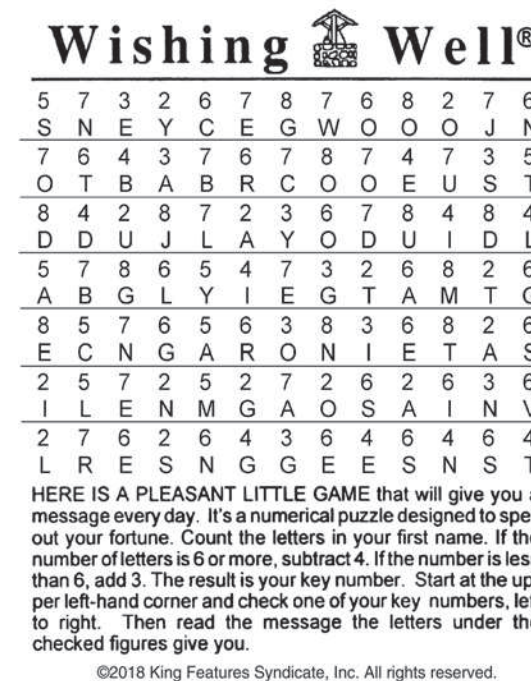 Wishing Well®
5 7 3 2 6 7 8 7 6 8 2 7 6
S N E Y C E G W O O O J N
7 6 4 3 7 6 7 8 7 4 7 3 5
O T B A B R C O O E U S T
8 4 2 8 7 2 3 6 7 8 4 8 4
D D U J L A Y O D U I D L
5 7 8 6 5 4 7 3 2 6 8 2 6
A B G L Y I E G T A M T O
8 5 7 6 5 6 3 8 3 6 8 2 6
E C N G A R O N I E T A S
2 5 7 2 5 2 7 2 6 2 6 3 6
I L E N M G A O S A I N V
2 7 6 2 6 4 3 6 4 6 4 6 4
L R E S N G G E E S N S T
HERE IS A PLEASANT LITTLE GAME that will give you a
message every day. It's a numerical puzzle designed to spel
out your fortune. Count the letters in your first name. If the
number of letters is 6 or more, subtract 4. If the number is less
than 6, add 3. The result is your key number. Start at the up-
per left-hand corner and check one of your key numbers, left
to right. Then read the message the letters under the
checked figures give you.
©2018 King Features Syndicate, Inc. All rights reserved.